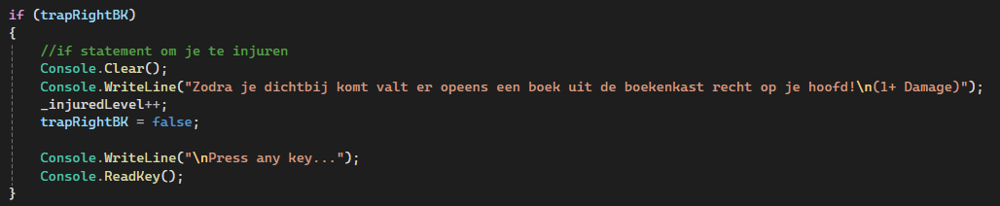 if (trapRightBK)
{
//if statement om je te injuren
Console.Clear();
Console.WriteLine("Zodra je dichtbij komt valt er opeens een boek uit de boekenkast recht op je hoofd!\n(1+ Damage)");
_injuredLevel++;
trapRightBK = false;
Console.WriteLine("\nPress any key...");
Console.ReadKey();
}